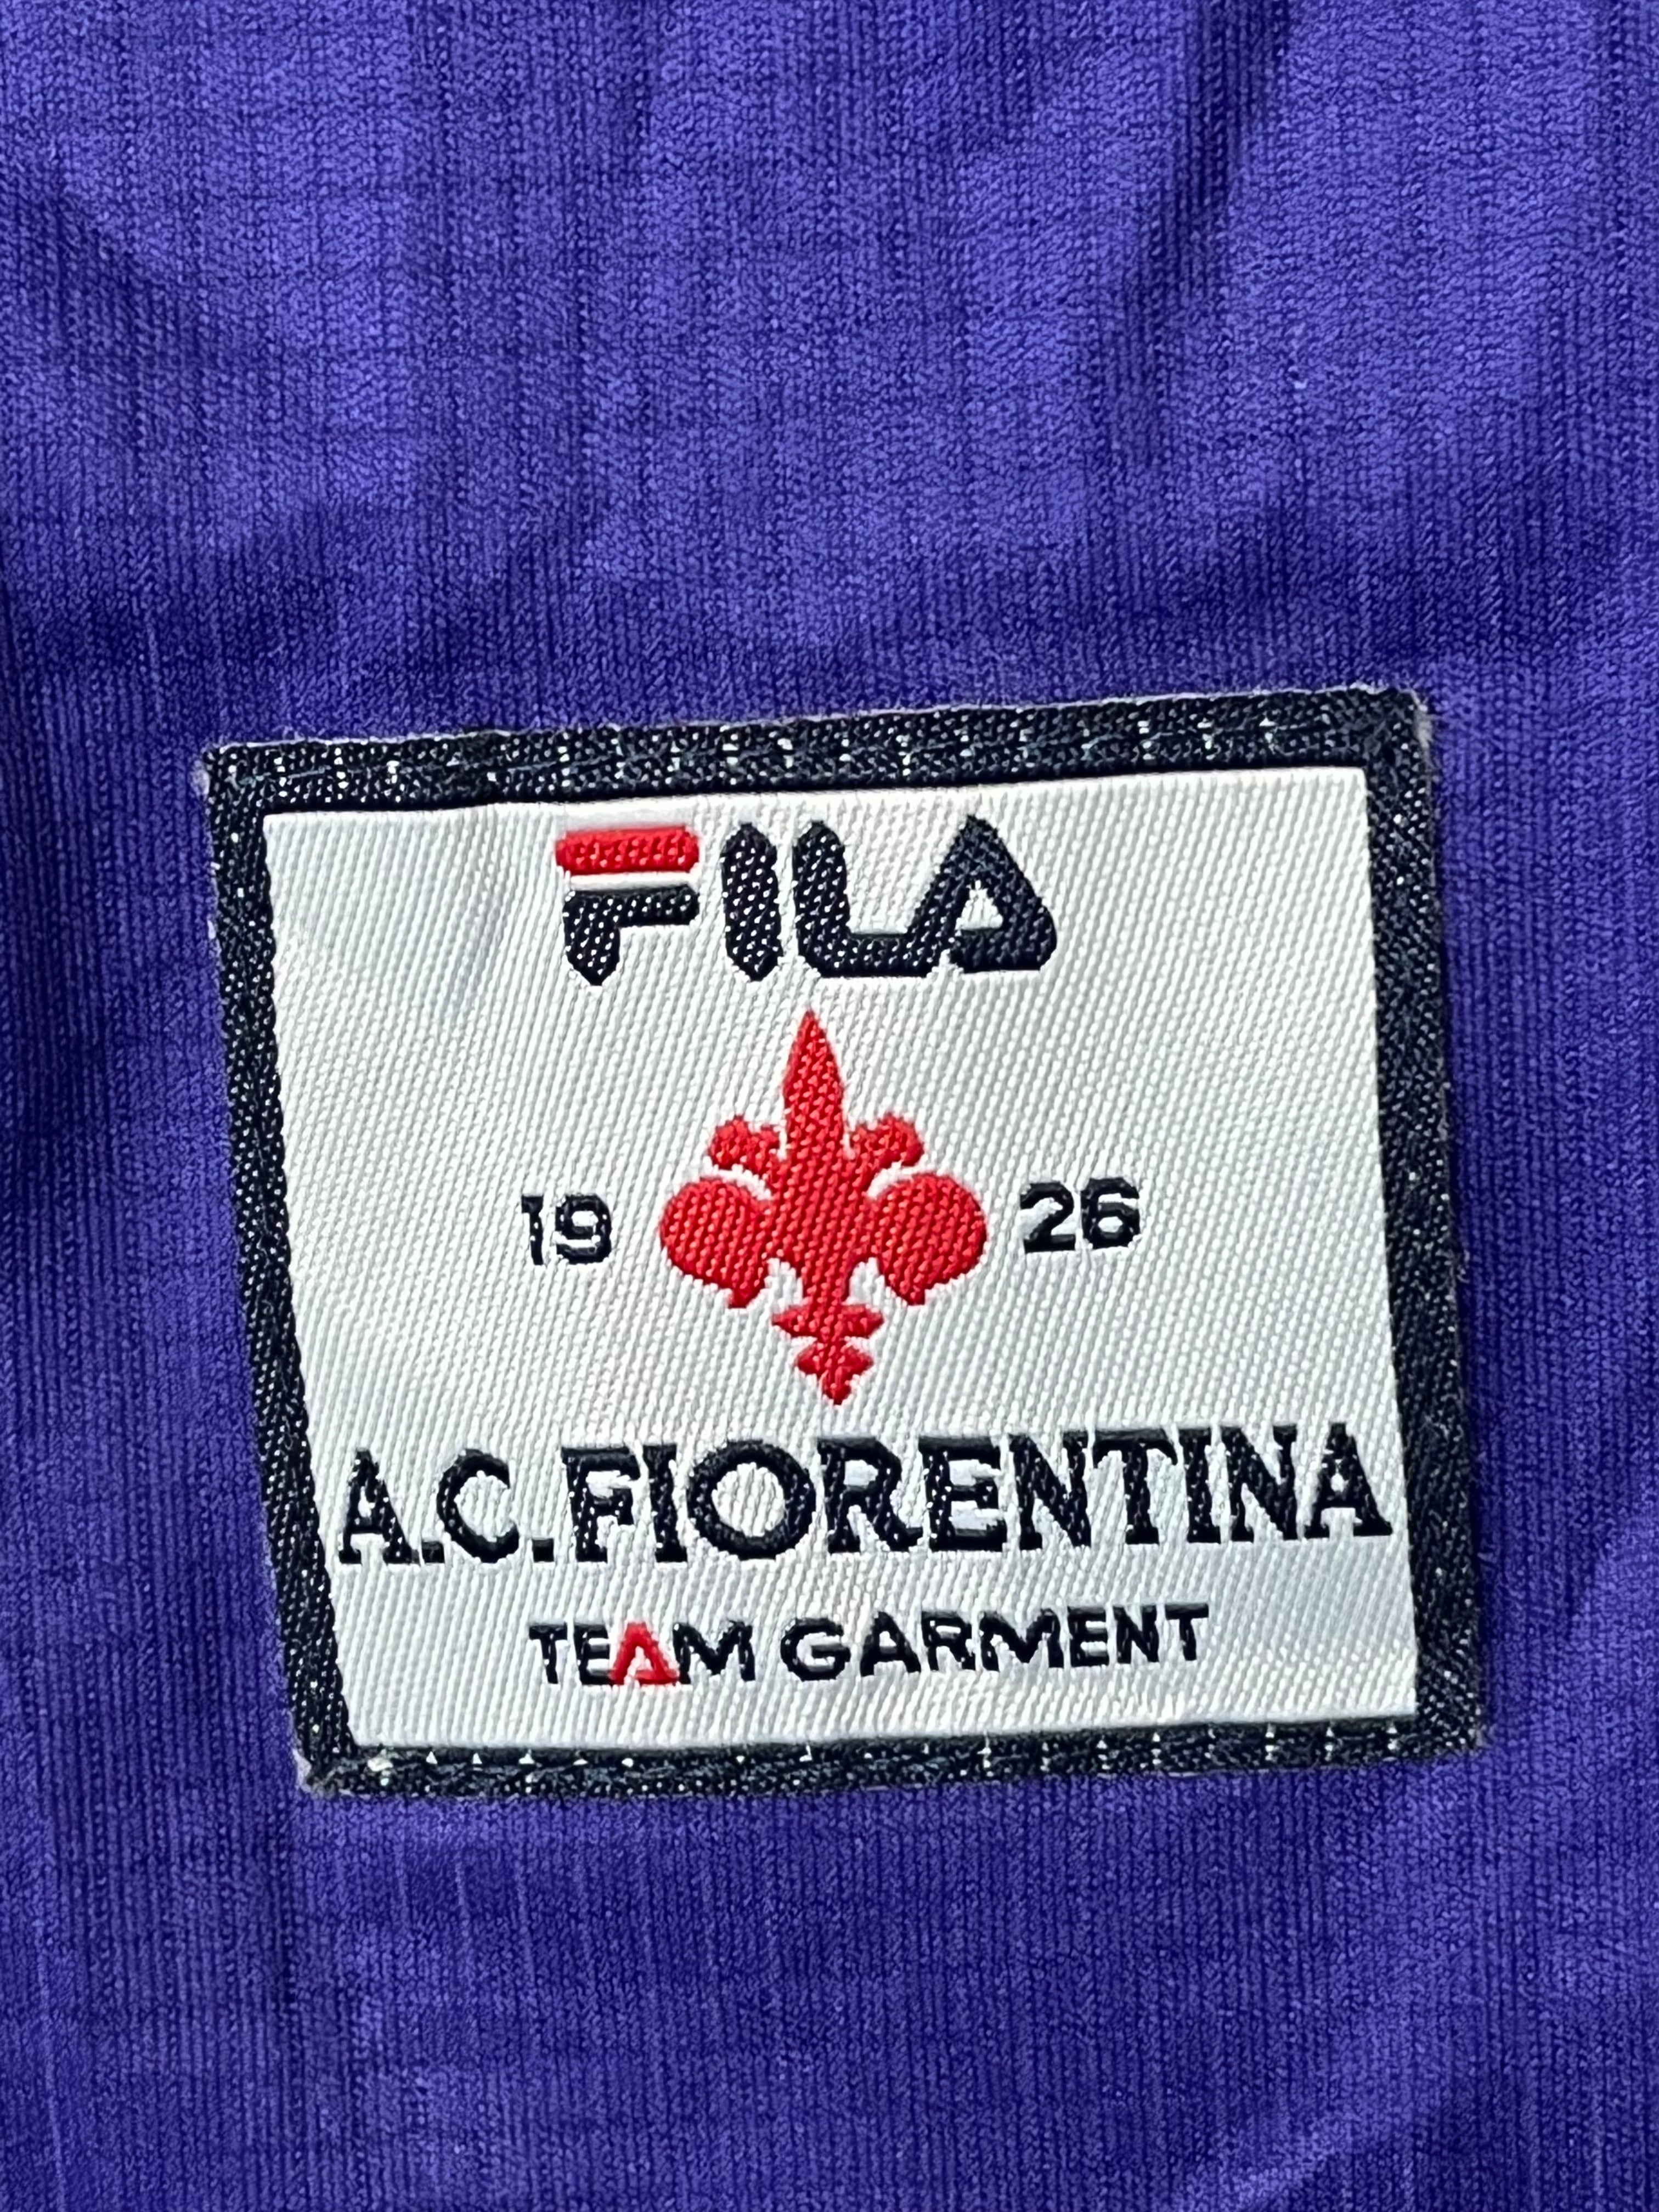 FILA
19 26
A.C. FIORENTINA
TEAM GARMENT